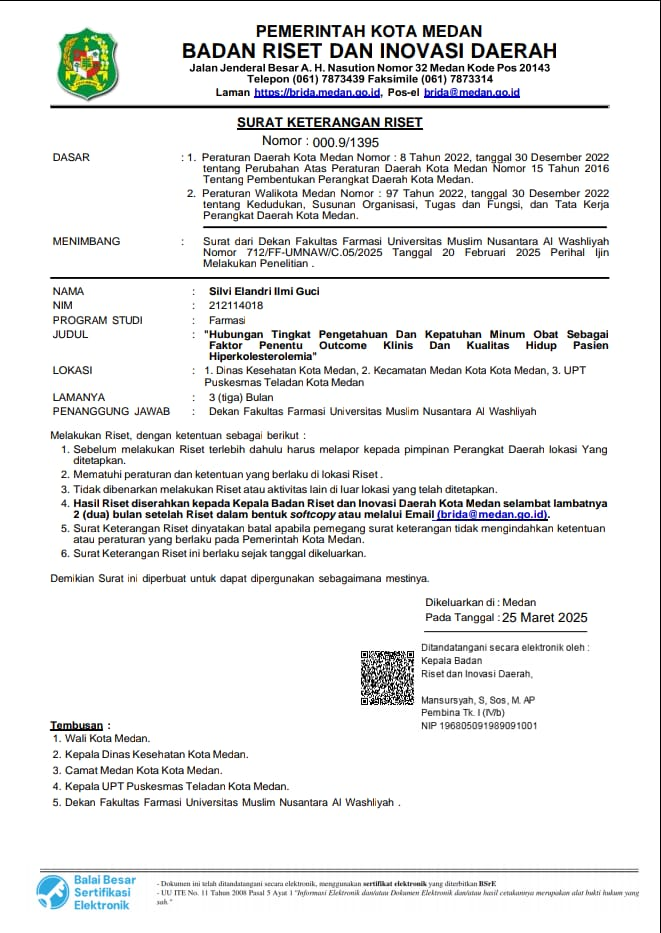 PEMERINTAH KOTA MEDAN
BADAN RISET DAN INOVASI DAERAH
Jalan Jenderal Besar A. H. Nasution Nomor 32 Medan Kode Pos 20143
Telepon (061) 7873439 Faksimile (061) 7873314
Laman https://brida.medan.go.id, Pos-el brida@medan.go.id
SURAT KETERANGAN RISET
Nomor : 000.9/1395
DASAR : 1. Peraturan Daerah Kota Medan Nomor : 8 Tahun 2022, tanggal 30 Desember 2022
tentang Perubahan Atas Peraturan Daerah Kota Medan Nomor 15 Tahun 2016
Tentang Pembentukan Perangkat Daerah Kota Medan.
2. Peraturan Walikota Medan Nomor : 97 Tahun 2022, tanggal 30 Desember 2022
tentang Kedudukan, Susunan Organisasi, Tugas dan Fungsi, dan Tata Kerja
Perangkat Daerah Kota Medan.
MENIMBANG : Surat dari Dekan Fakultas Farmasi Universitas Muslim Nusantara Al Washliyah
Nomor 712/FF-UMNAW/C.05/2025 Tanggal 20 Februari 2025 Perihal Ijin
Melakukan Penelitian .
NAMA : Silvi Elandri Ilmi Guci
NIM : 212114018
PROGRAM STUDI : Farmasi
JUDUL : "Hubungan Tingkat Pengetahuan Dan Kepatuhan Minum Obat Sebagai
Faktor Penentu Outcome Klinis Dan Kualitas Hidup Pasien
Hiperkolesterolemia"
LOKASI : 1. Dinas Kesehatan Kota Medan, 2. Kecamatan Medan Kota Kota Medan, 3. UPT
Puskesmas Teladan Kota Medan
LAMANYA : 3 (tiga) Bulan
PENANGGUNG JAWAB : Dekan Fakultas Farmasi Universitas Muslim Nusantara Al Washliyah
Melakukan Riset, dengan ketentuan sebagai berikut :
1. Sebelum melakukan Riset terlebih dahulu harus melapor kepada pimpinan Perangkat Daerah lokasi Yang
ditetapkan.
2. Mematuhi peraturan dan ketentuan yang berlaku di lokasi Riset .
3. Tidak dibenarkan melakukan Riset atau aktivitas lain di luar lokasi yang telah ditetapkan.
4. Hasil Riset diserahkan kepada Kepala Badan Riset dan Inovasi Daerah Kota Medan selambat lambatnya
2 (dua) bulan setelah Riset dalam bentuk softcopy atau melalui Email (brida@medan.go.id).
5. Surat Keterangan Riset dinyatakan batal apabila pemegang surat keterangan tidak mengindahkan ketentuan
atau peraturan yang berlaku pada Pemerintah Kota Medan.
6. Surat Keterangan Riset ini berlaku sejak tanggal dikeluarkan.
Demikian Surat ini diperbuat untuk dapat dipergunakan sebagaimana mestinya.
Dikeluarkan di : Medan
Pada Tanggal : 25 Maret 2025
Ditandatangani secara elektronik oleh :
Kepala Badan
Riset dan Inovasi Daerah,
Mansursyah, S, Sos, M. AP
Pembina Tk. I (IV/b)
NIP 196805091989091001
Tembusan :
1. Wali Kota Medan.
2. Kepala Dinas Kesehatan Kota Medan.
3. Camat Medan Kota Kota Medan.
4. Kepala UPT Puskesmas Teladan Kota Medan.
5. Dekan Fakultas Farmasi Universitas Muslim Nusantara Al Washliyah .
Balai Besar
Sertifikasi
Elektronik
- Dokumen ini telah ditandatangani secara elektronik, menggunakan sertifikat elektronik yang diterbitkan BSrE
- UU ITE No. 11 Tahun 2008 Pasal 5 Ayat 1 "Informasi Elektronik dan/atau Dokumen Elektronik dan/atau hasil cetakannya merupakan alat bukti hukum yang
sah."